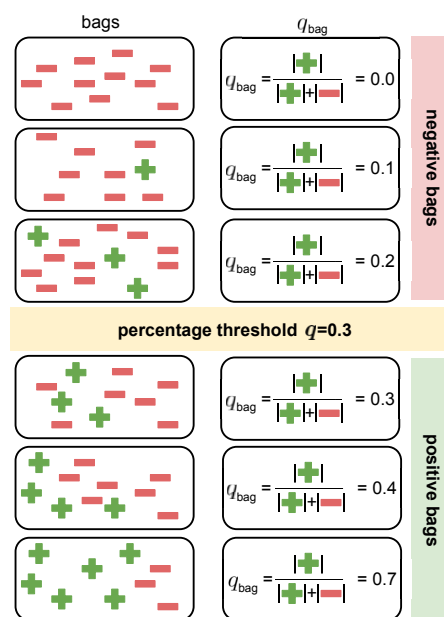 bags
q_bag
q_bag = |+| / |+|+|−| = 0.0
q_bag = |+| / |+|+|−| = 0.1
q_bag = |+| / |+|+|−| = 0.2
negative bags
percentage threshold q=0.3
q_bag = |+| / |+|+|−| = 0.3
q_bag = |+| / |+|+|−| = 0.4
q_bag = |+| / |+|+|−| = 0.7
positive bags